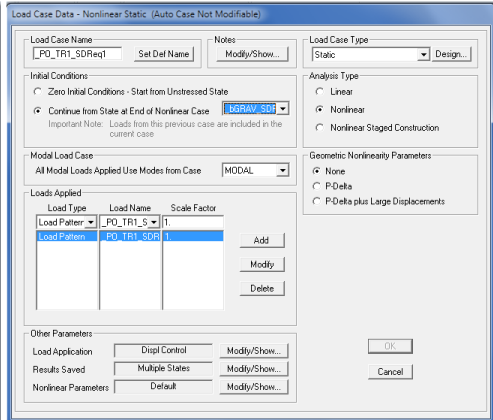 Load Case Data - Nonlinear Static (Auto Case Not Modifiable)
Load Case Name
_PO_TR1_SDReq1
Set Def Name
Notes
Modify/Show...
Load Case Type
Static
Design...
Initial Conditions
Zero Initial Conditions - Start from Unstressed State
Continue from State at End of Nonlinear Case
_bGRAV_SDF
Important Note: Loads from this previous case are included in the
current case
Analysis Type
Linear
Nonlinear
Nonlinear Staged Construction
Modal Load Case
All Modal Loads Applied Use Modes from Case
MODAL
Geometric Nonlinearity Parameters
None
P-Delta
P-Delta plus Large Displacements
Loads Applied
Load Type Load Name Scale Factor
Load Pattern _PO_TR1_S 1.
Load Pattern _PO_TR1_SDR 1.
Add
Modify
Delete
Other Parameters
Load Application Displ Control Modify/Show...
Results Saved Multiple States Modify/Show...
Nonlinear Parameters Default Modify/Show...
OK
Cancel